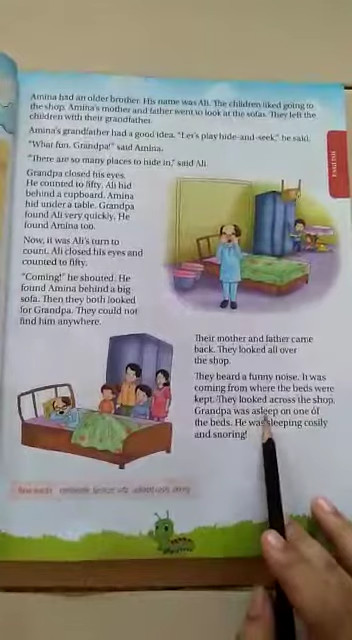 Amina had an older brother. His name was Ali. The children liked going to
the shop. Amina's mother and father went to look at the sofas. They left the
children with their grandfather.
Amina's grandfather had a good idea. "Let's play hide-and-seek," he said.
"What fun, Grandpa!" said Amina.
"There are so many places to hide in," said Ali.
Grandpa closed his eyes.
He counted to fifty. Ali hid
behind a cupboard. Amina
hid under a table. Grandpa
found Ali very quickly. He
found Amina too.
Now, it was Ali's turn to
count. Ali closed his eyes and
counted to fifty.
"Coming!" he shouted. He
found Amina behind a big
sofa. Then they both looked
for Grandpa. They could not
find him anywhere.
Their mother and father came
back. They looked all over
the shop.
They heard a funny noise. It was
coming from where the beds were
kept. They looked across the shop.
Grandpa was asleep on one of
the beds. He was sleeping cosily
and snoring!
ENGLISH